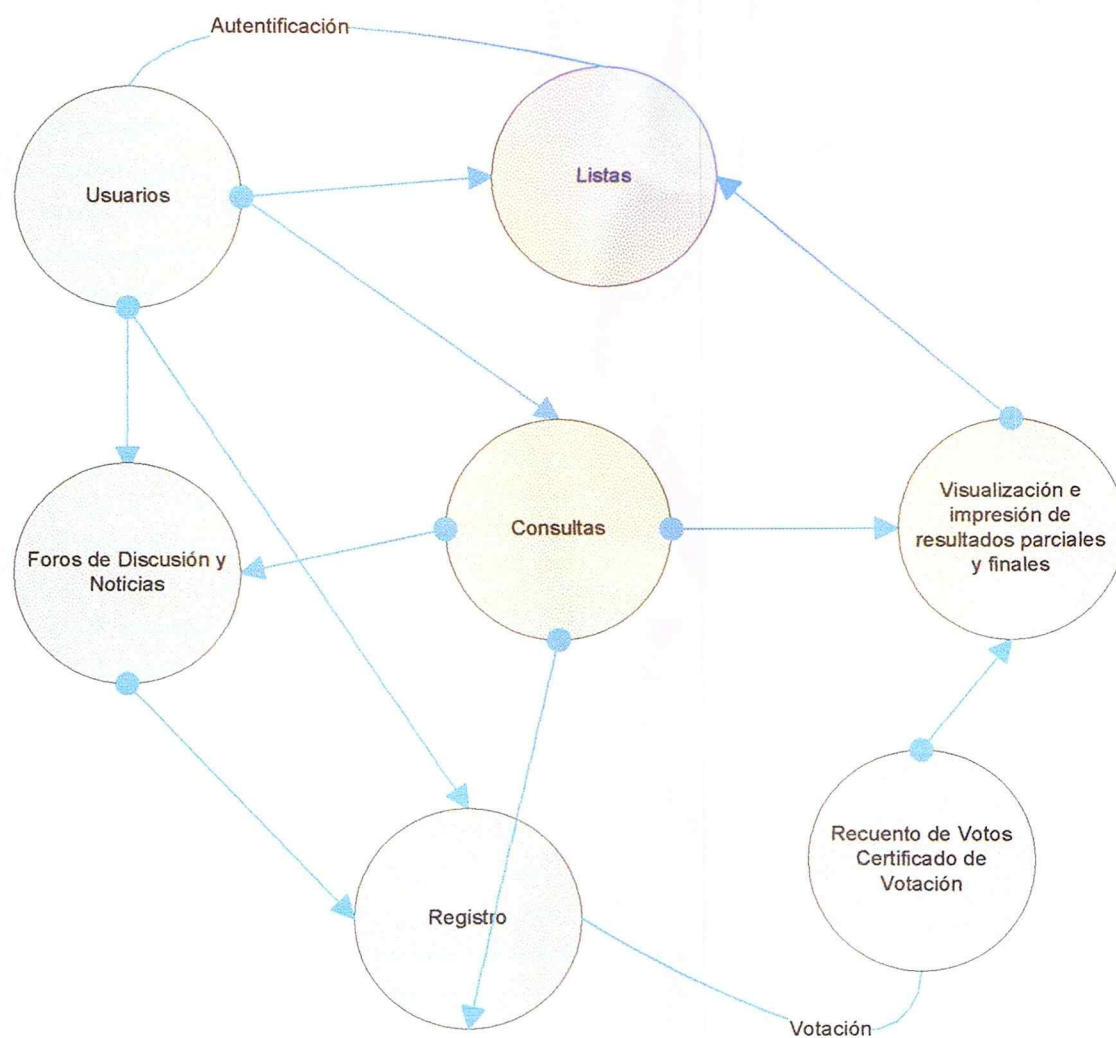 Autentificación
Usuarios
Listas
Foros de Discusión y
Noticias
Consultas
Visualización e
impresión de
resultados parciales
y finales
Registro
Recuento de Votos
Certificado de
Votación
Votación